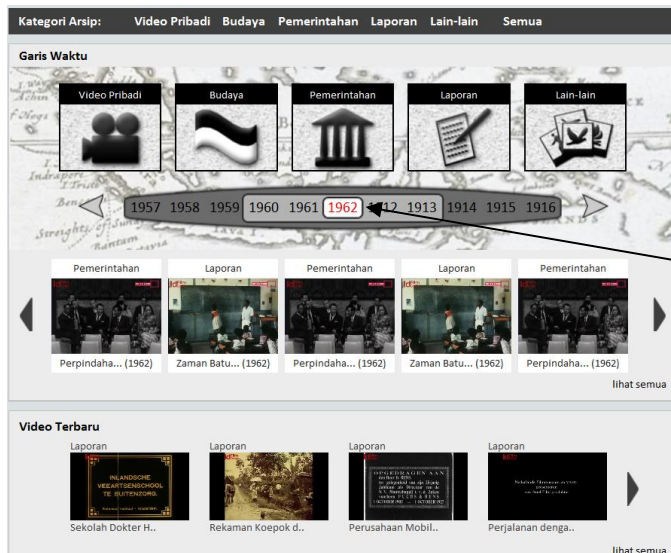 Kategori Arsip: Video Pribadi Budaya Pemerintahan Laporan Lain-lain Semua
Garis Waktu
Video Pribadi Budaya Pemerintahan Laporan Lain-lain
1957 1958 1959 1960 1961 1962 1912 1913 1914 1915 1916
Pemerintahan Laporan Pemerintahan Laporan Pemerintahan
Perpindaha... (1962) Zaman Batu... (1962) Perpindaha... (1962) Zaman Batu... (1962) Perpindaha... (1962)
lihat semua
Video Terbaru
Laporan Laporan Laporan Laporan
INLANDSCHE
VEEARTSENSCHOOL
TE BUITENZORG.
OPGEDRAGEN AAN
Sekolah Dokter H.. Rekaman Koepok d.. Perusahaan Mobil.. Perjalanan denga..
lihat semua